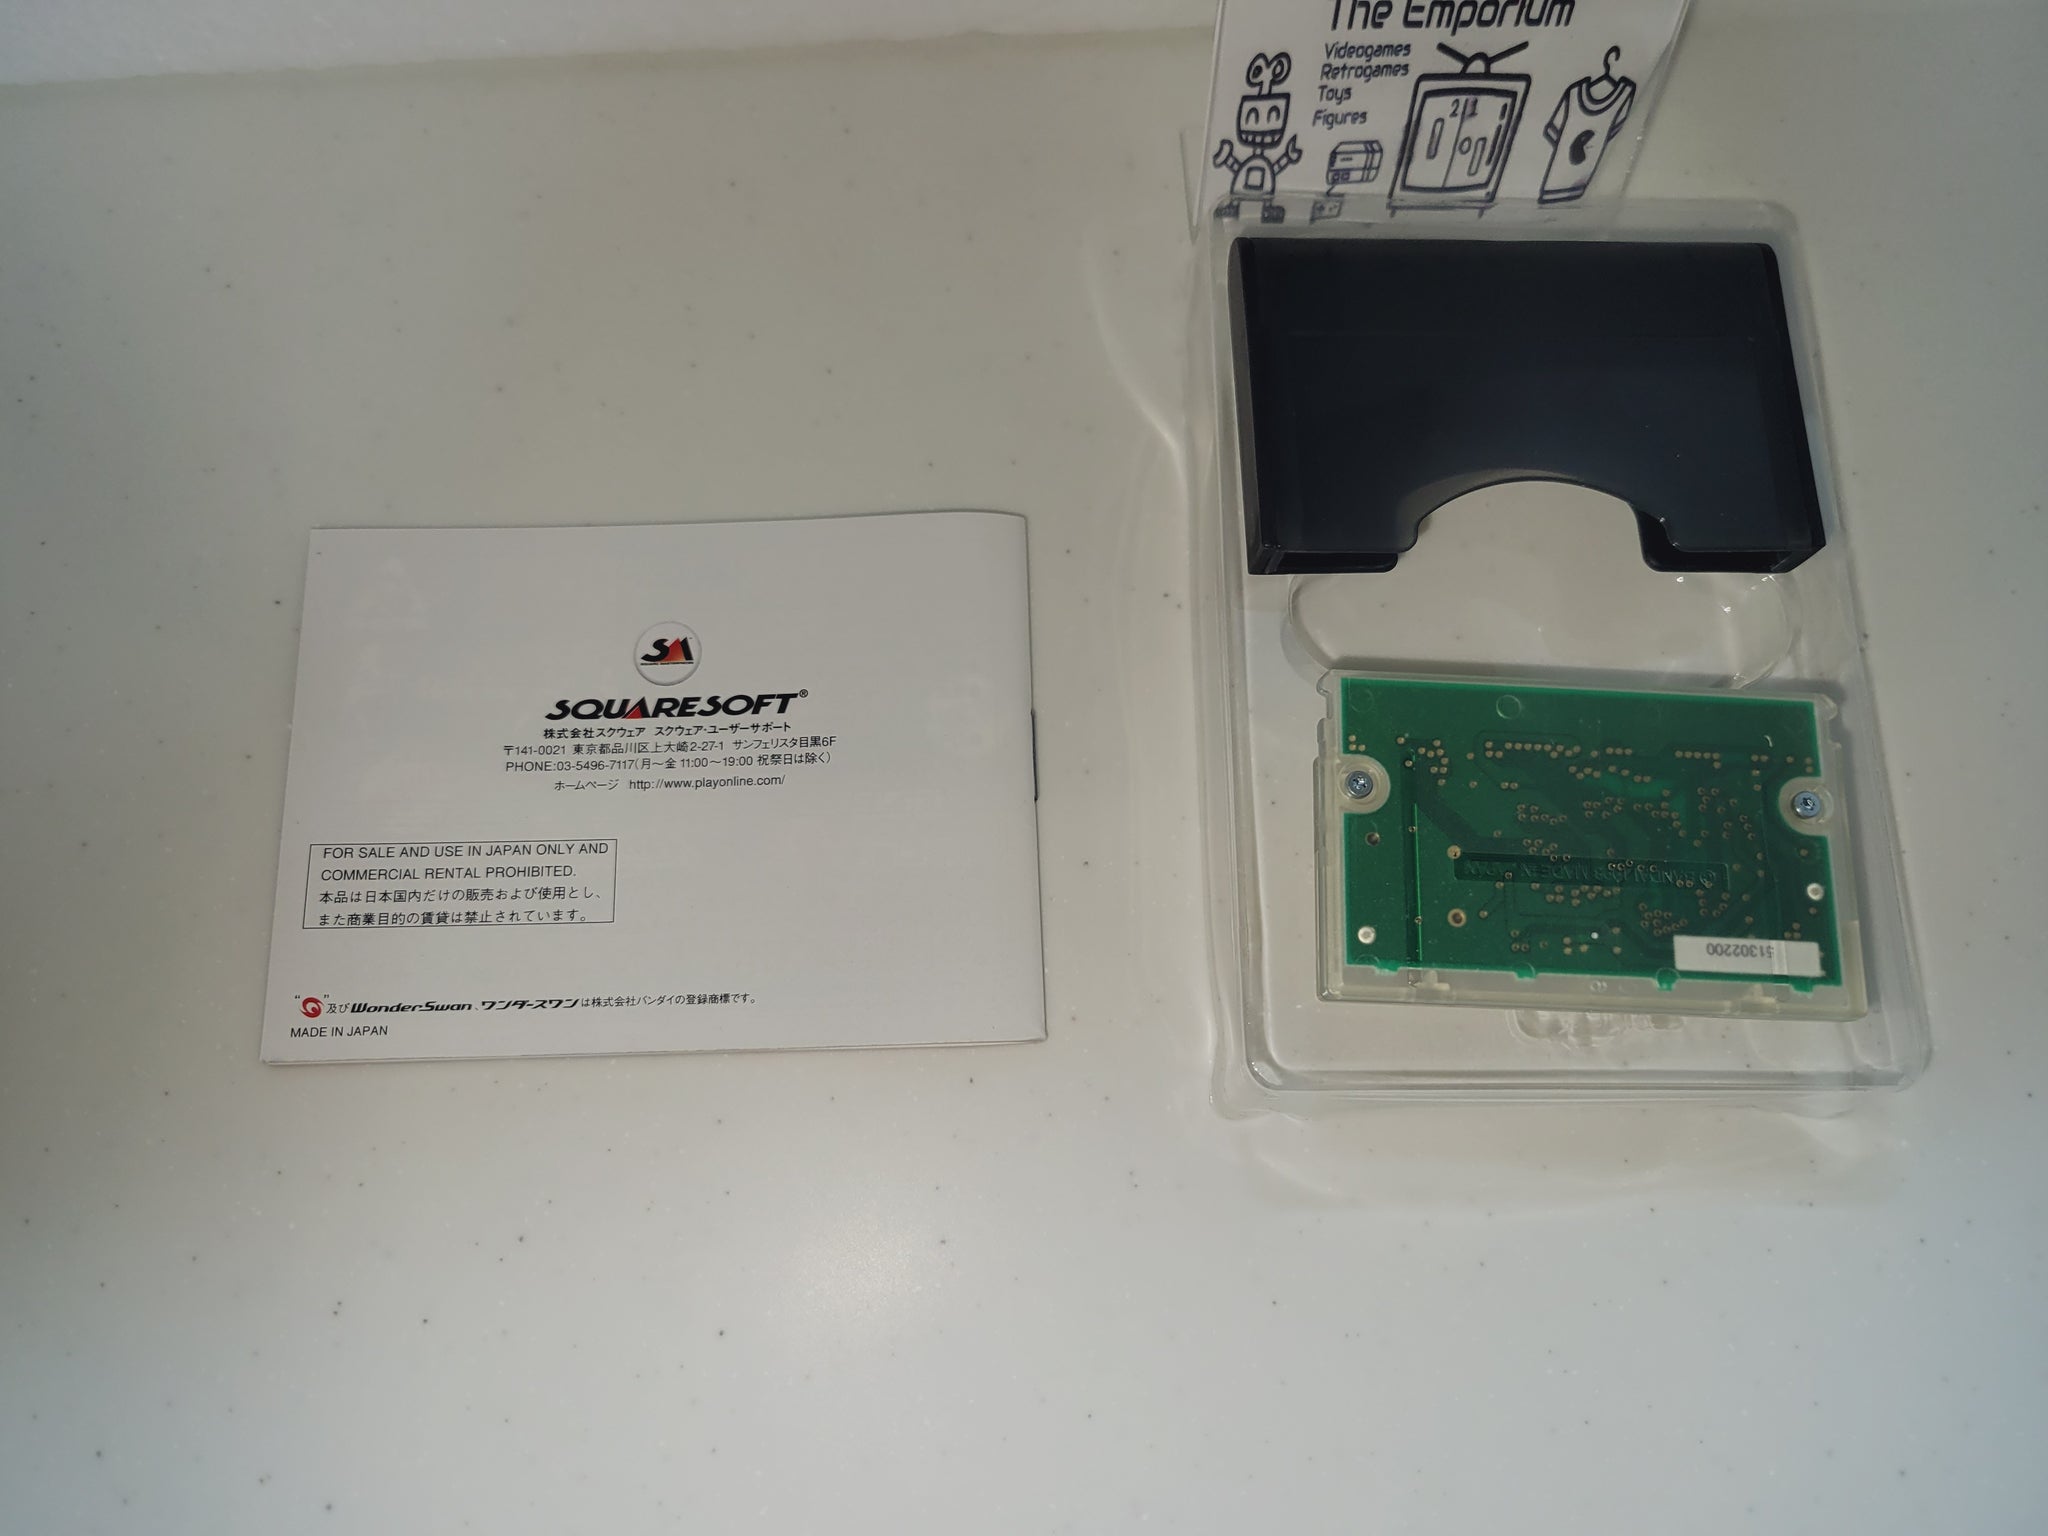 The Emporium
Videogames
Retrogames
Toys
Figures
21
SM
SQUARESOFT®
株式会社スクウェア スクウェア・ユーザーサポート
〒141-0021 東京都品川区上大崎2-27-1 サンフェリスタ目黒6F
PHONE:03-5496-7117(月～金 11:00～19:00 祝祭日は除く)
ホームページ http://www.playonline.com/
FOR SALE AND USE IN JAPAN ONLY AND
COMMERCIAL RENTAL PROHIBITED.
本品は日本国内だけの販売および使用とし、
また商業目的の賃貸は禁止されています。
“ ”及びWonderSwan、ワンダースワンは株式会社バンダイの登録商標です。
MADE IN JAPAN
© BANDAI 1998 MADE IN JAPAN
51302200